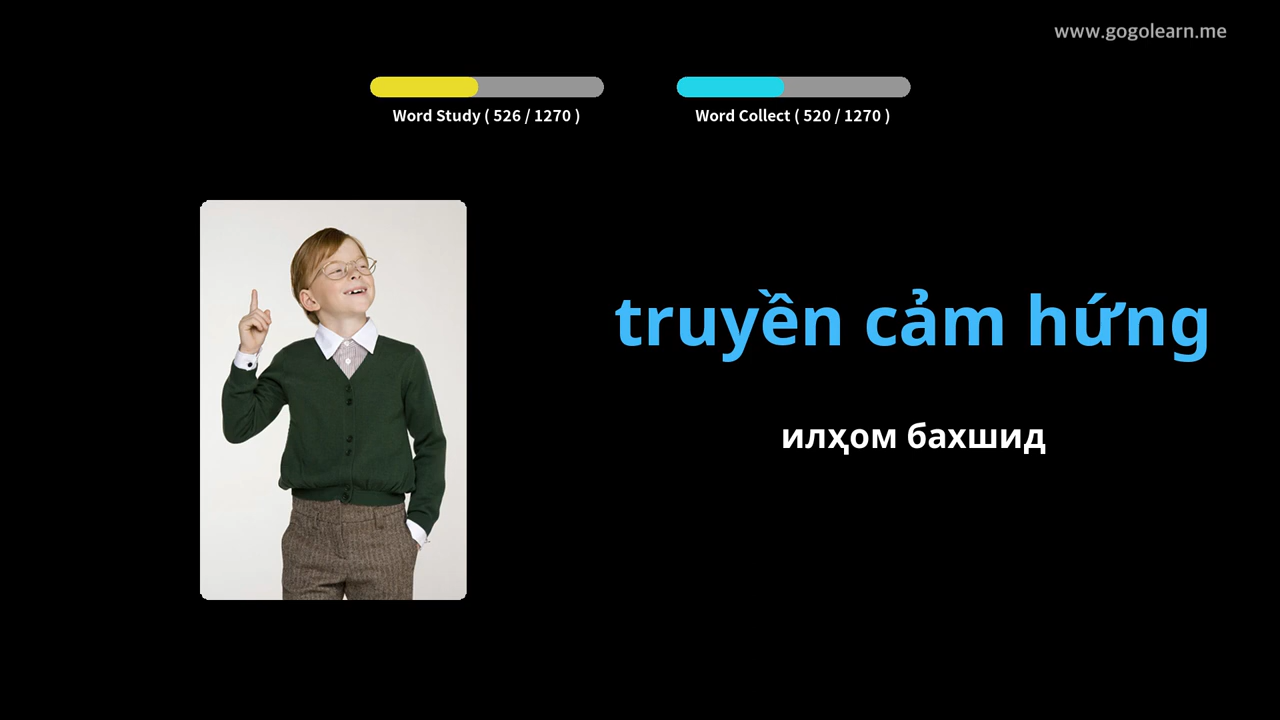 www.gogolearn.me
Word Study ( 526 / 1270 )
Word Collect ( 520 / 1270 )
truyền cảm hứng
илҳом бахшид